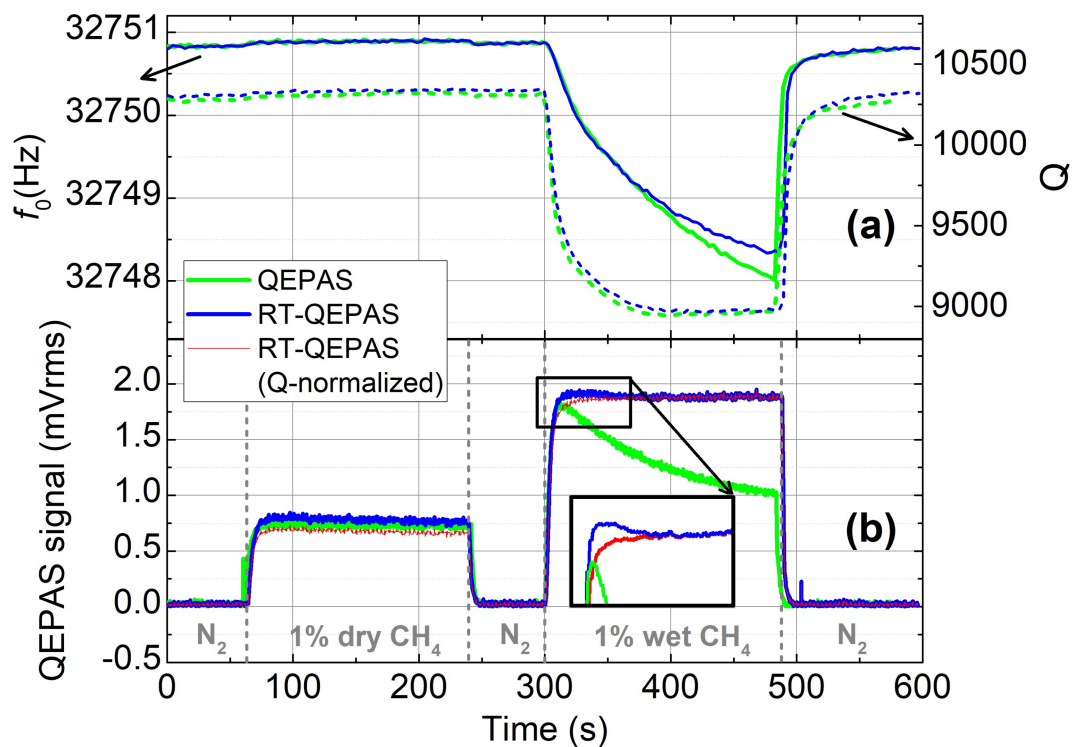 32751
32750
32749
32748
f₀(Hz)
10500
10000
9500
9000
Q
(a)
QEPAS
RT-QEPAS
RT-QEPAS
(Q-normalized)
2.0
1.5
1.0
0.5
0.0
-0.5
QEPAS signal (mVrms)
(b)
N₂
1% dry CH₄
N₂
1% wet CH₄
N₂
0
100
200
300
400
500
600
Time (s)